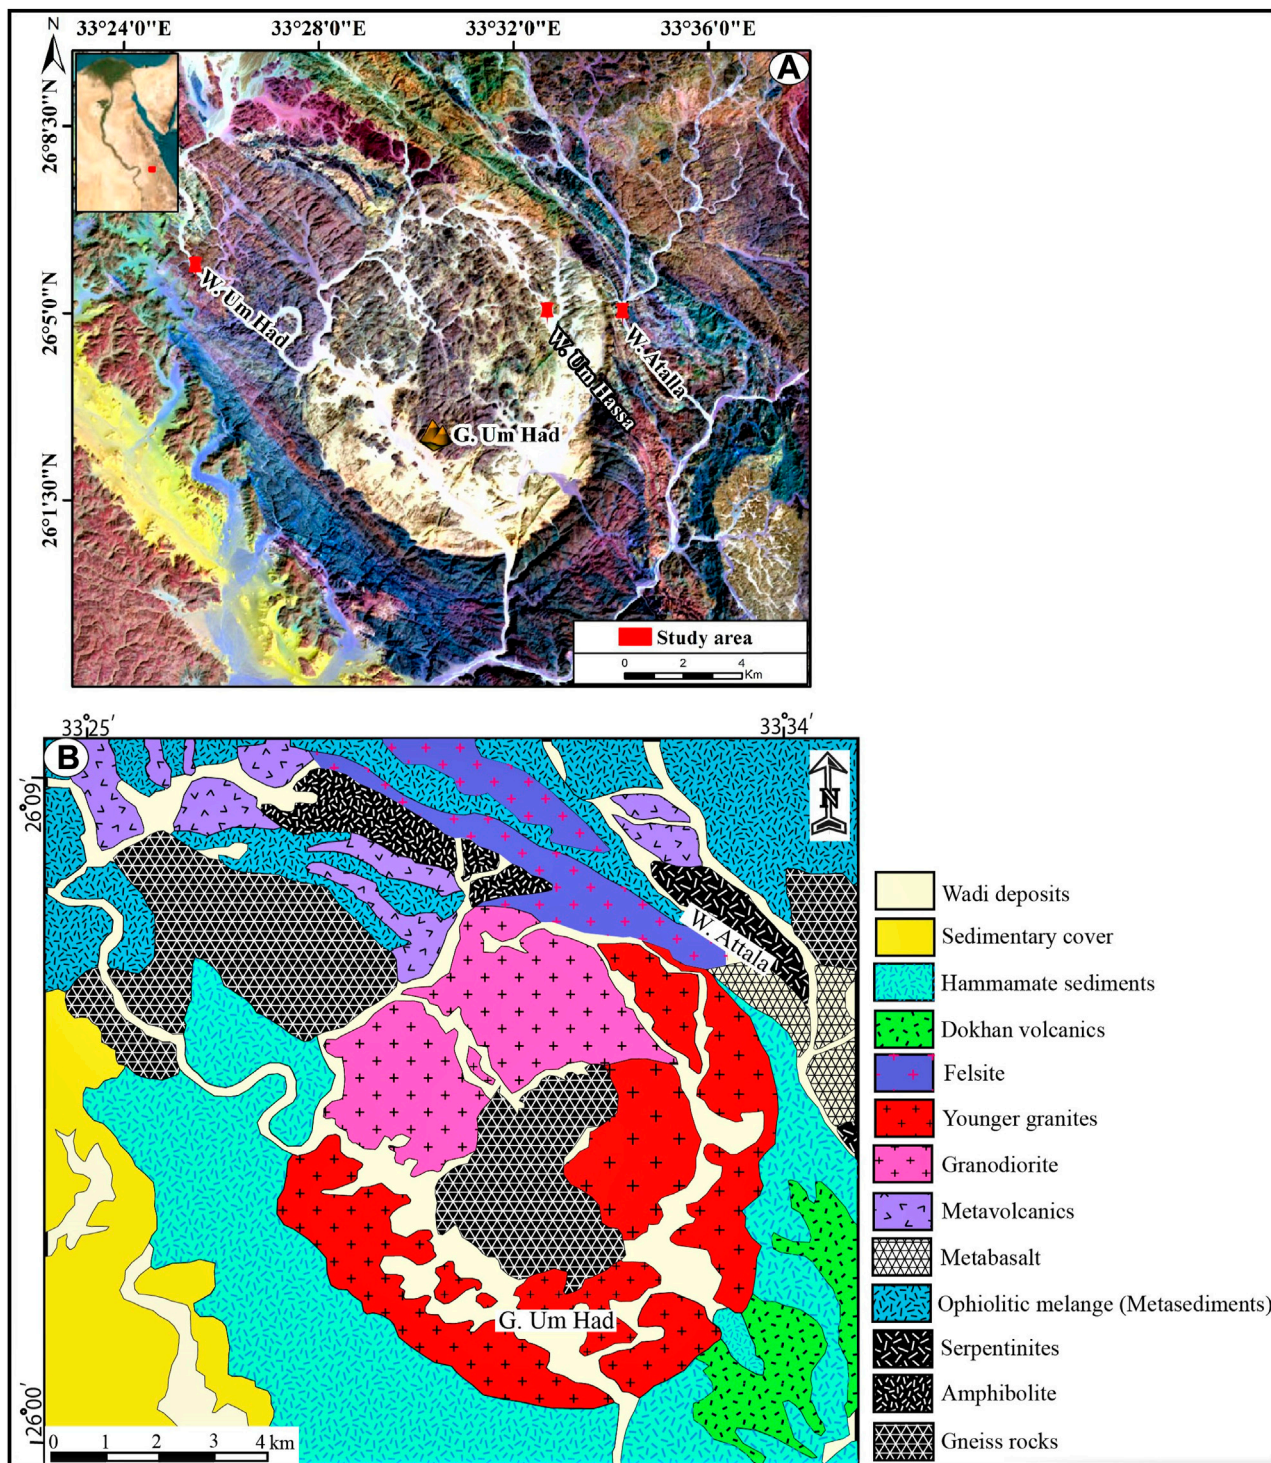 33°24'0"E 33°28'0"E 33°32'0"E 33°36'0"E
N
A
26°8'30"N
26°5'0"N
26°1'30"N
W. Um Had
W. Um Hassa
W. Atalla
G. Um Had
Study area
0 2 4
Km
33°25' 33°34'
B
N
26°09'
26°00'
W. Attala
G. Um Had
0 1 2 3 4 km
Wadi deposits
Sedimentary cover
Hammamate sediments
Dokhan volcanics
Felsite
Younger granites
Granodiorite
Metavolcanics
Metabasalt
Ophiolitic melange (Metasediments)
Serpentinites
Amphibolite
Gneiss rocks